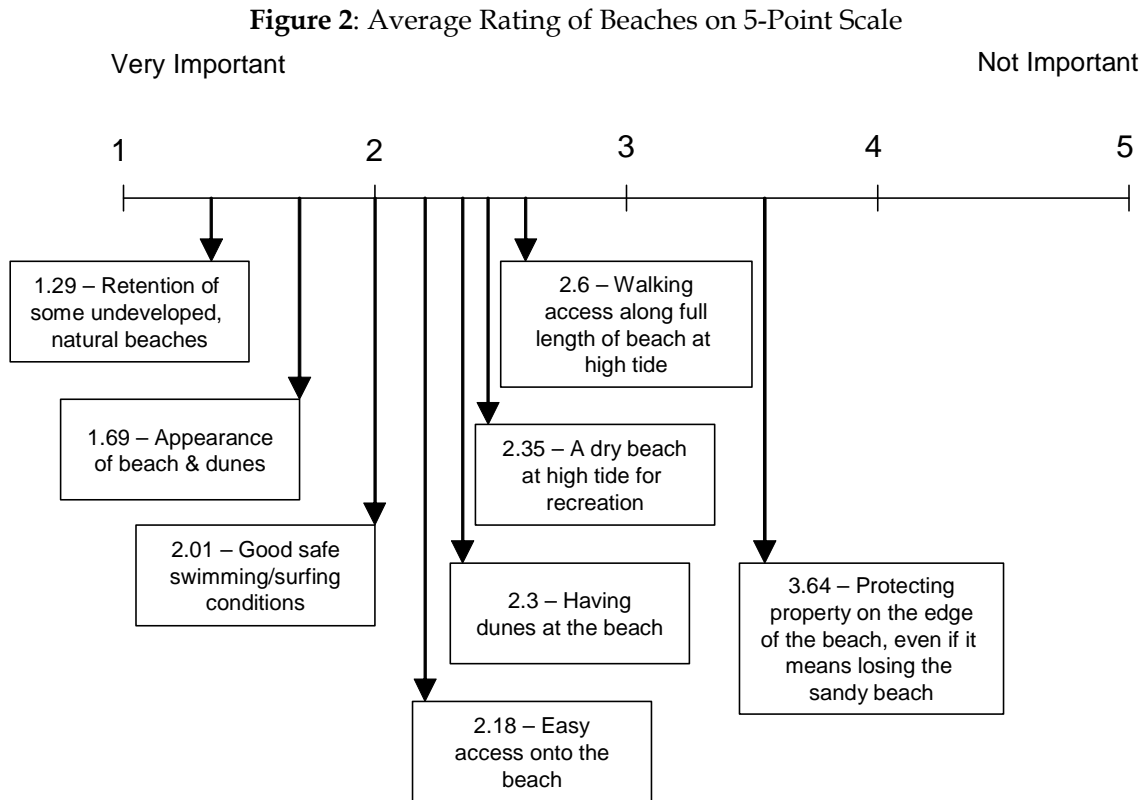 Figure 2: Average Rating of Beaches on 5-Point Scale
Very Important
Not Important
1
2
3
4
5
1.29 – Retention of
some undeveloped,
natural beaches
2.6 – Walking
access along full
length of beach at
high tide
1.69 – Appearance
of beach & dunes
2.35 – A dry beach
at high tide for
recreation
2.01 – Good safe
swimming/surfing
conditions
2.3 – Having
dunes at the beach
3.64 – Protecting
property on the edge
of the beach, even if it
means losing the
sandy beach
2.18 – Easy
access onto the
beach